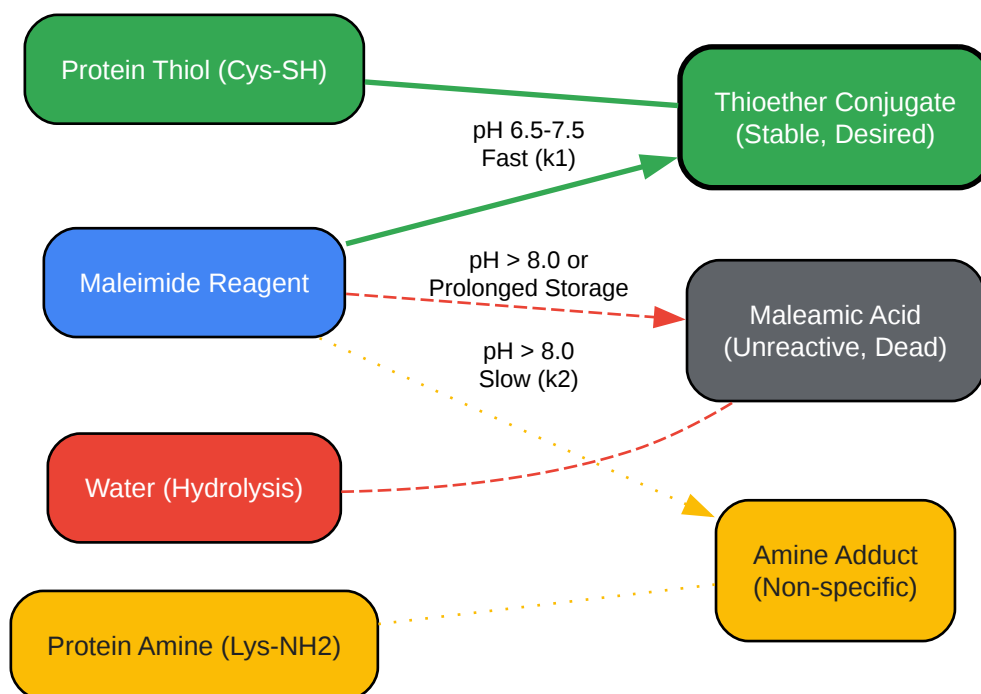 Protein Thiol (Cys-SH)
Thioether Conjugate
(Stable, Desired)
pH 6.5-7.5
Fast (k1)
Maleimide Reagent
pH > 8.0 or
Prolonged Storage
Maleamic Acid
(Unreactive, Dead)
pH > 8.0
Slow (k2)
Water (Hydrolysis)
Amine Adduct
(Non-specific)
Protein Amine (Lys-NH2)